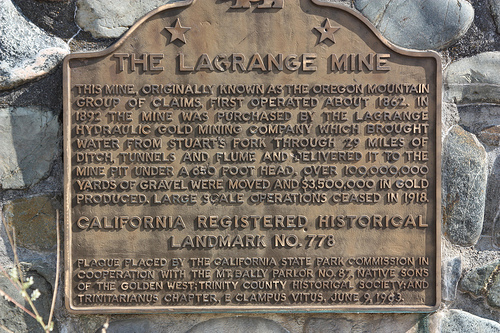 THE LAGRANGE MINE
THIS MINE, ORIGINALLY KNOWN AS THE OREGON MOUNTAIN
GROUP OF CLAIMS, FIRST OPERATED ABOUT 1862. IN
1892 THE MINE WAS PURCHASED BY THE LAGRANGE
HYDRAULIC GOLD MINING COMPANY WHICH BROUGHT
WATER FROM STUART'S FORK THROUGH 29 MILES OF
DITCH, TUNNELS AND FLUME AND DELIVERED IT TO THE
MINE PIT UNDER A 650 FOOT HEAD. OVER 100,000,000
YARDS OF GRAVEL WERE MOVED AND $3,500,000 IN GOLD
PRODUCED. LARGE SCALE OPERATIONS CEASED IN 1918.
CALIFORNIA REGISTERED HISTORICAL
LANDMARK NO. 778
PLAQUE PLACED BY THE CALIFORNIA STATE PARK COMMISSION IN
COOPERATION WITH THE MT. BALLY PARLOR NO. 87, NATIVE SONS
OF THE GOLDEN WEST; TRINITY COUNTY HISTORICAL SOCIETY; AND
TRINITARIANUS CHAPTER, E CLAMPUS VITUS, JUNE 9, 1963.